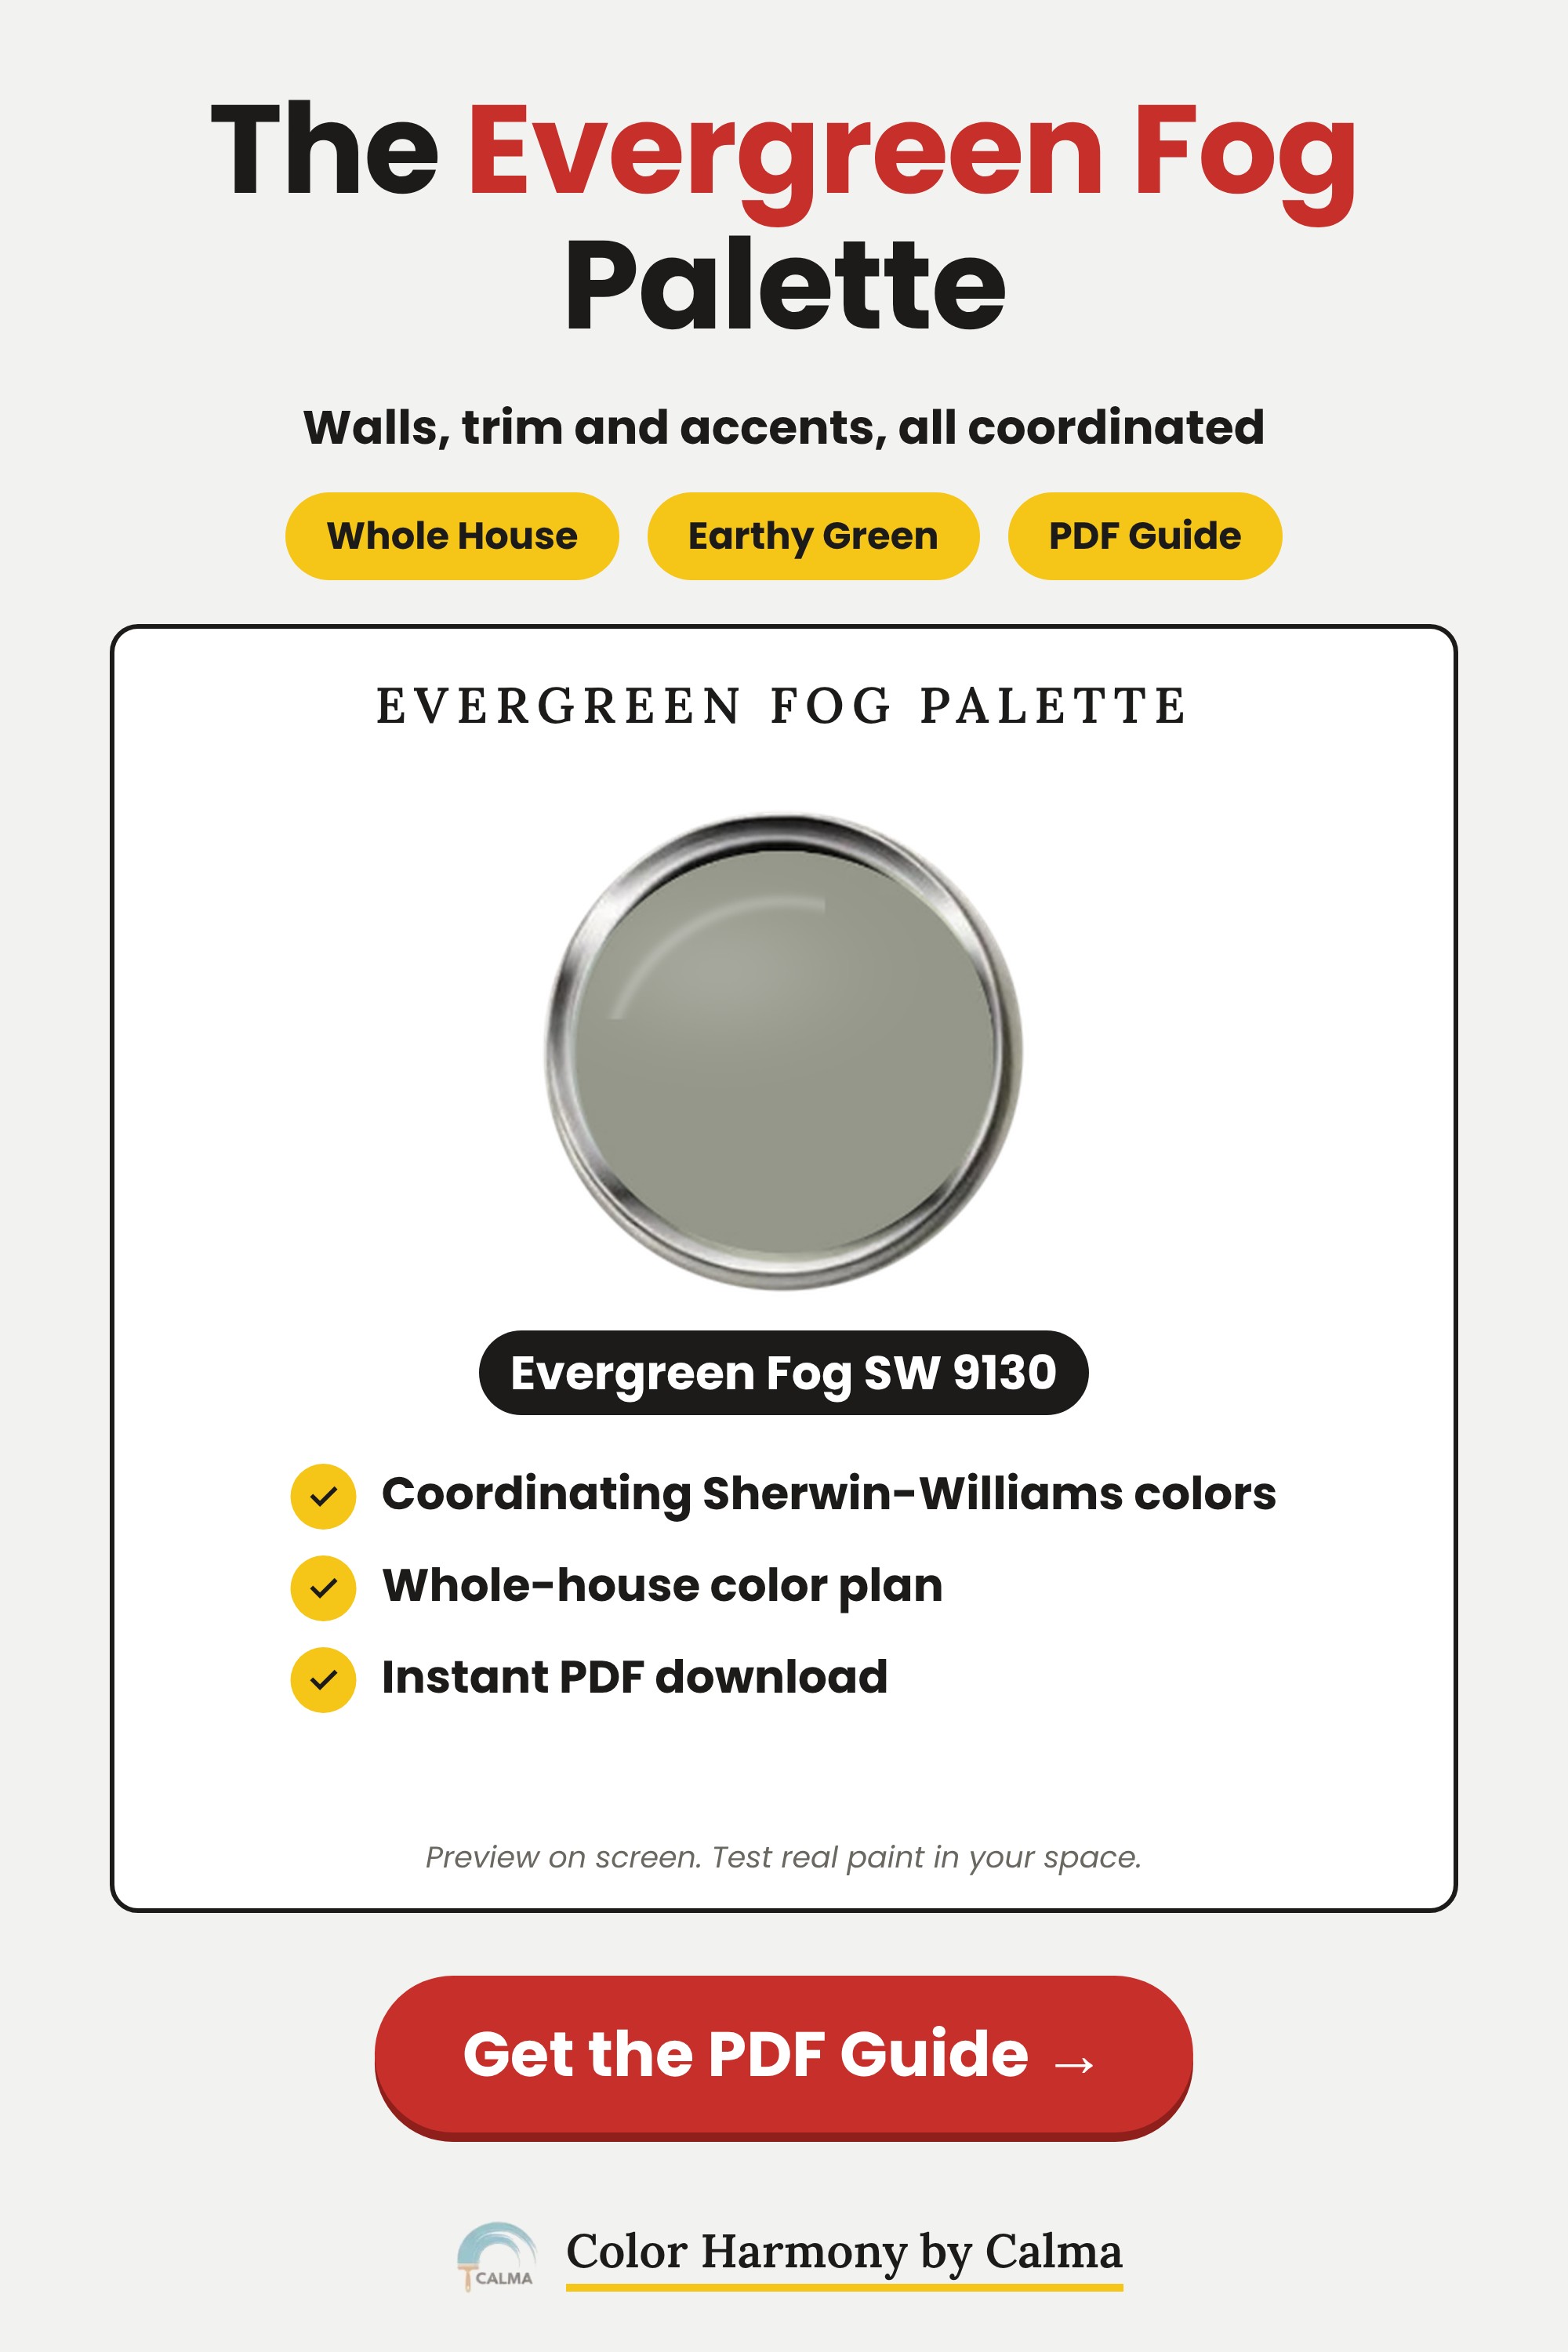 The Evergreen Fog
Palette
Walls, trim and accents, all coordinated
Whole House
Earthy Green
PDF Guide
EVERGREEN FOG PALETTE
Evergreen Fog SW 9130
Coordinating Sherwin-Williams colors
Whole-house color plan
Instant PDF download
Preview on screen. Test real paint in your space.
Get the PDF Guide →
CALMA
Color Harmony by Calma